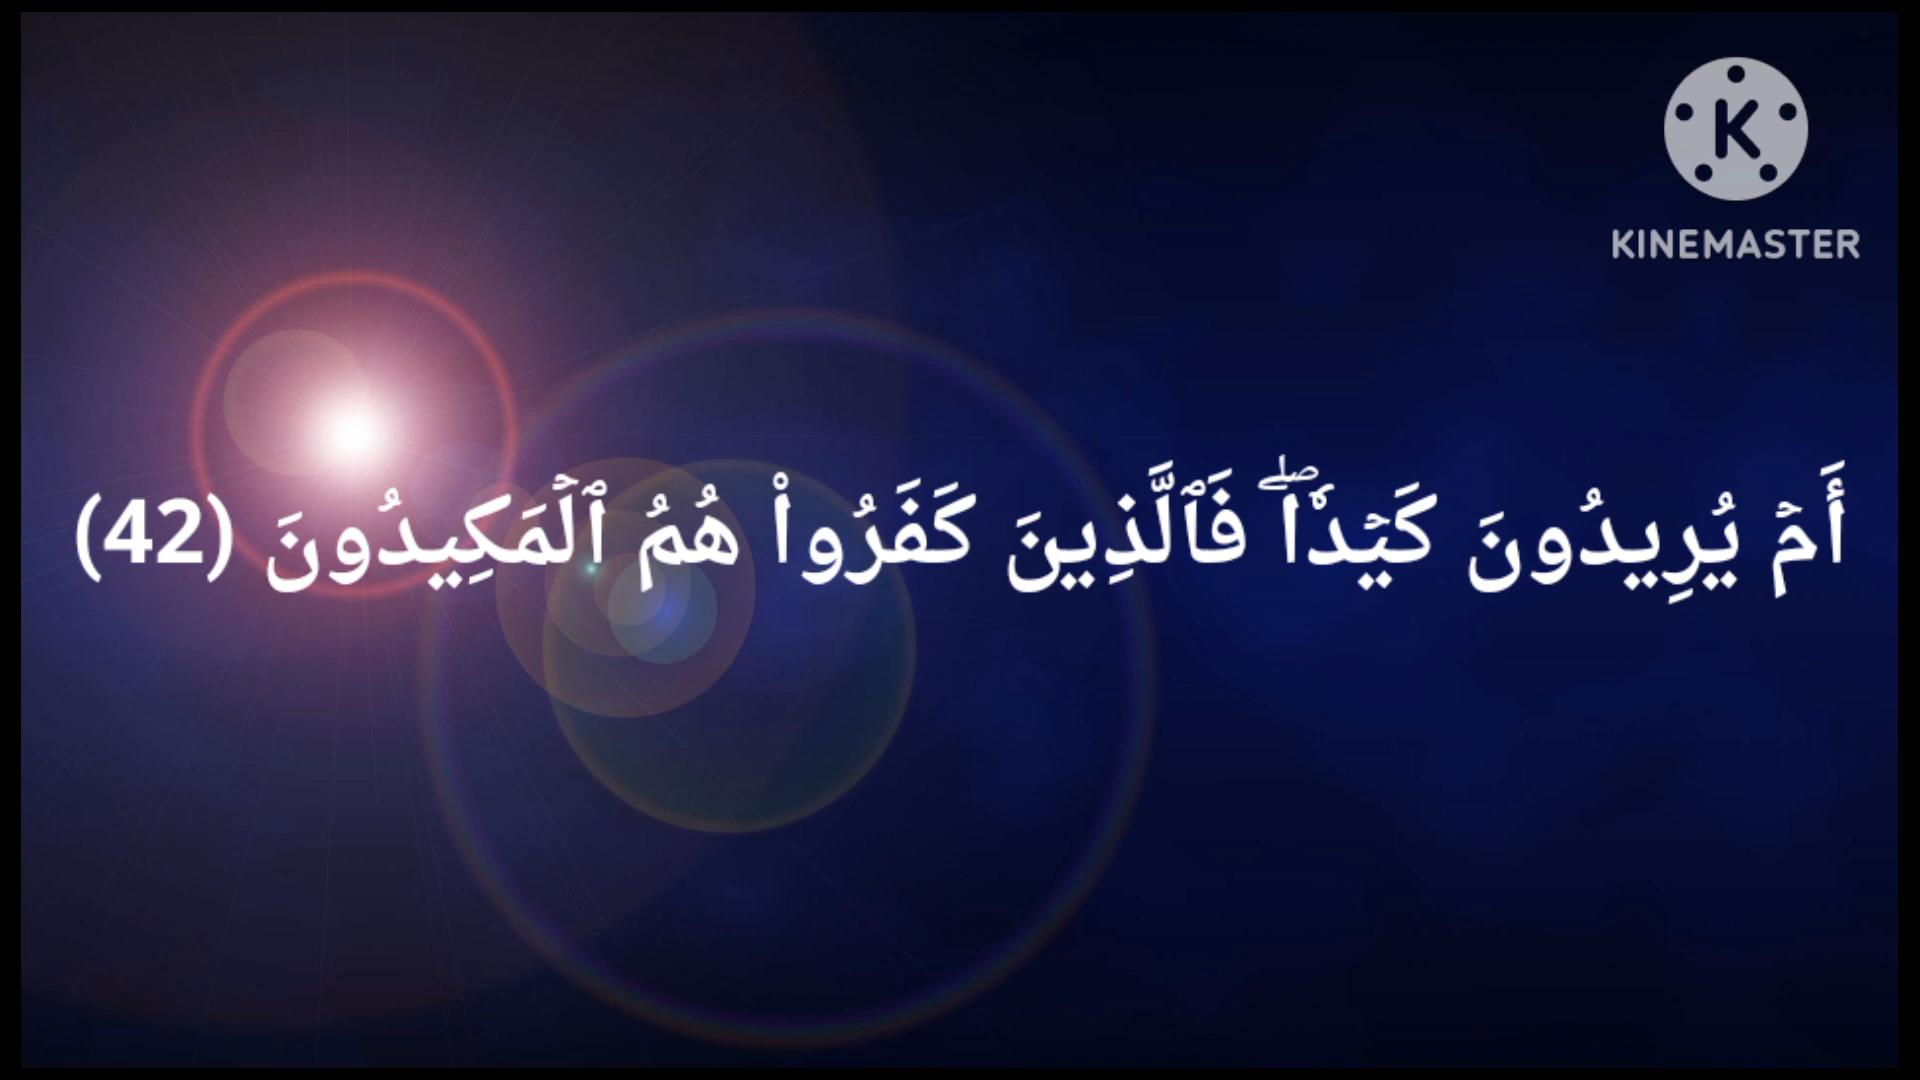 KINEMASTER
أَمۡ يُرِيدُونَ كَيۡدٗاۖ فَٱلَّذِينَ كَفَرُواْ هُمُ ٱلۡمَكِيدُونَ (42)